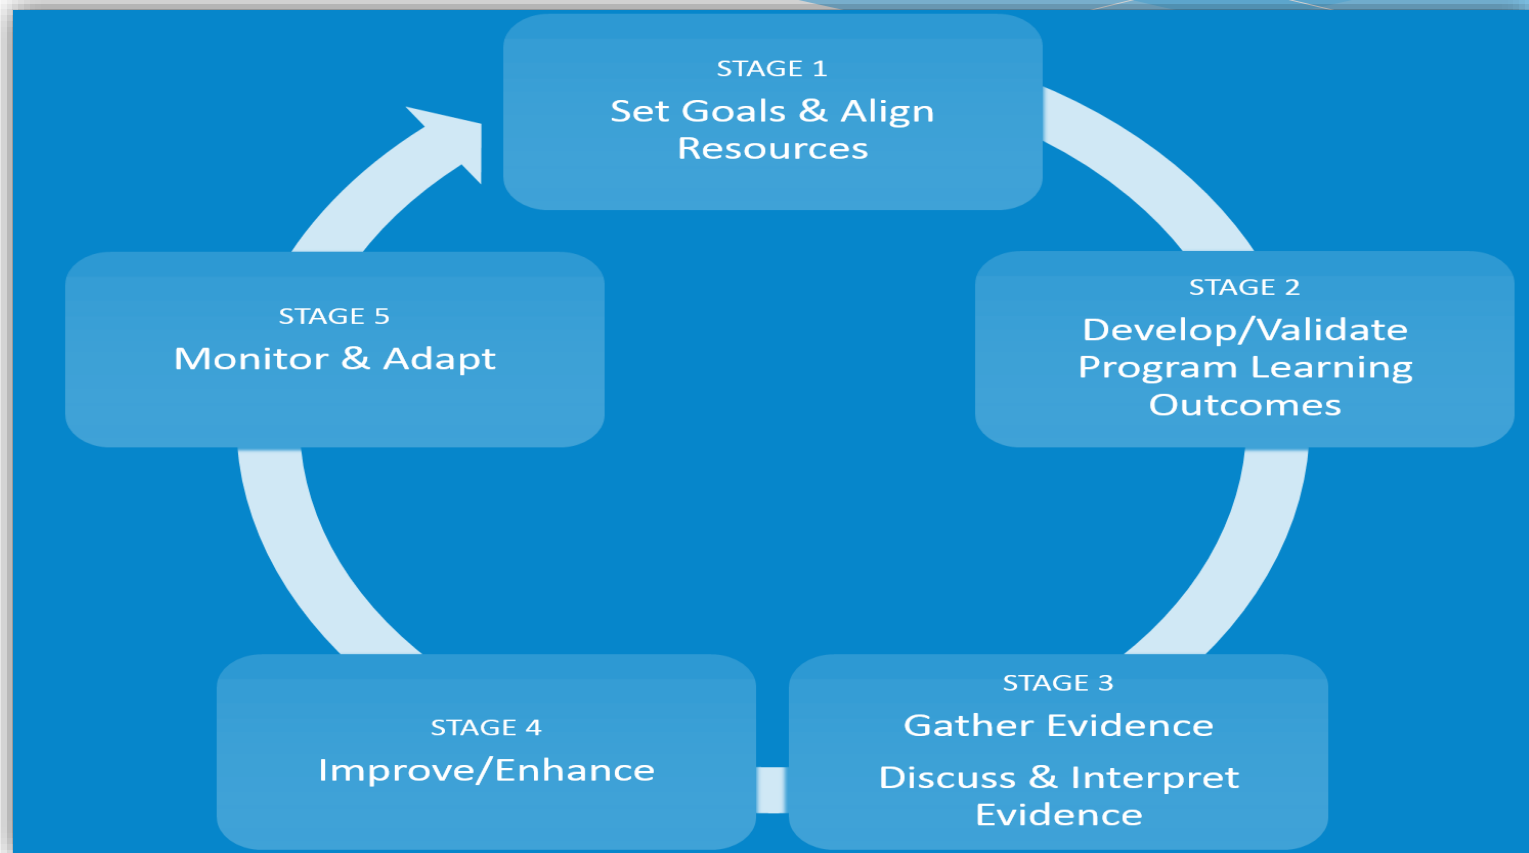 STAGE 1
Set Goals & Align
Resources
STAGE 2
Develop/Validate
Program Learning
Outcomes
STAGE 3
Gather Evidence
Discuss & Interpret
Evidence
STAGE 4
Improve/Enhance
STAGE 5
Monitor & Adapt